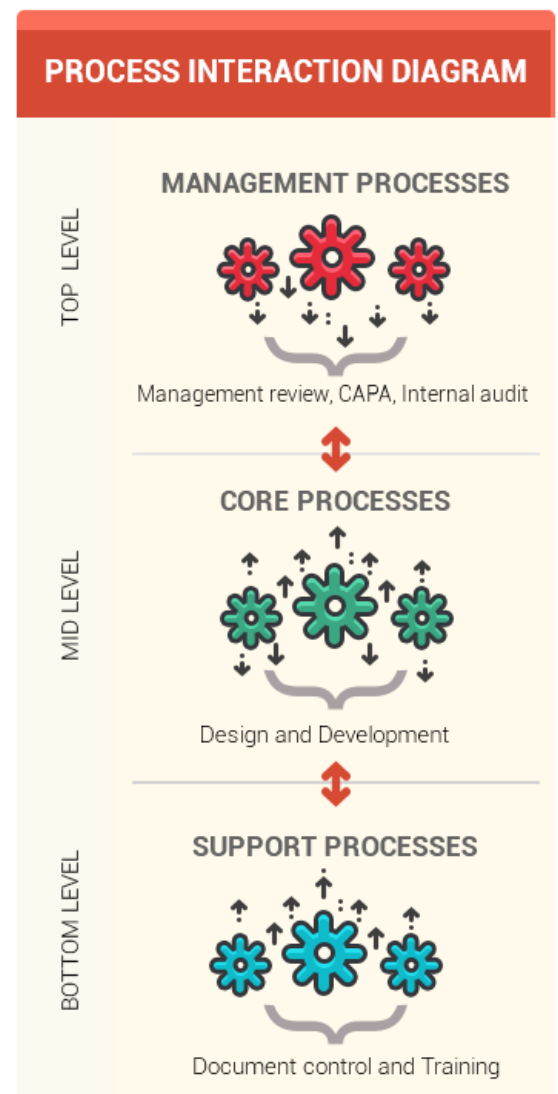 PROCESS INTERACTION DIAGRAM
TOP LEVEL
MANAGEMENT PROCESSES
Management review, CAPA, Internal audit
MID LEVEL
CORE PROCESSES
Design and Development
BOTTOM LEVEL
SUPPORT PROCESSES
Document control and Training